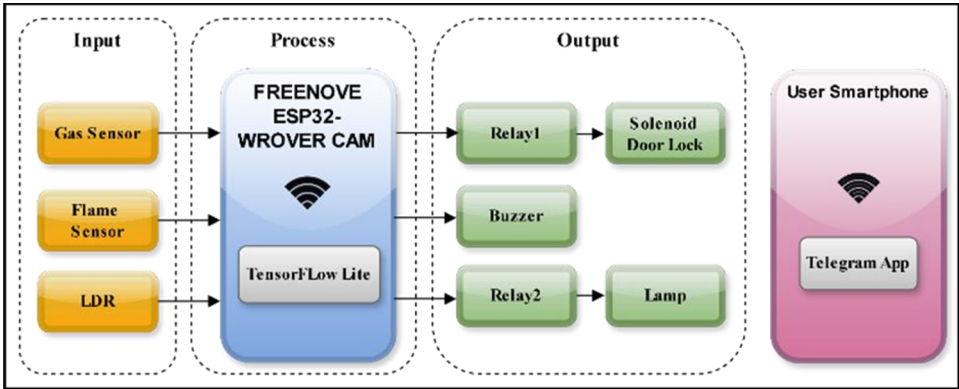 Input
Process
Output
Gas Sensor
Flame
Sensor
LDR
FREENOVE
ESP32-
WROVER CAM
TensorFLow Lite
Relay1
Solenoid
Door Lock
Buzzer
Relay2
Lamp
User Smartphone
Telegram App